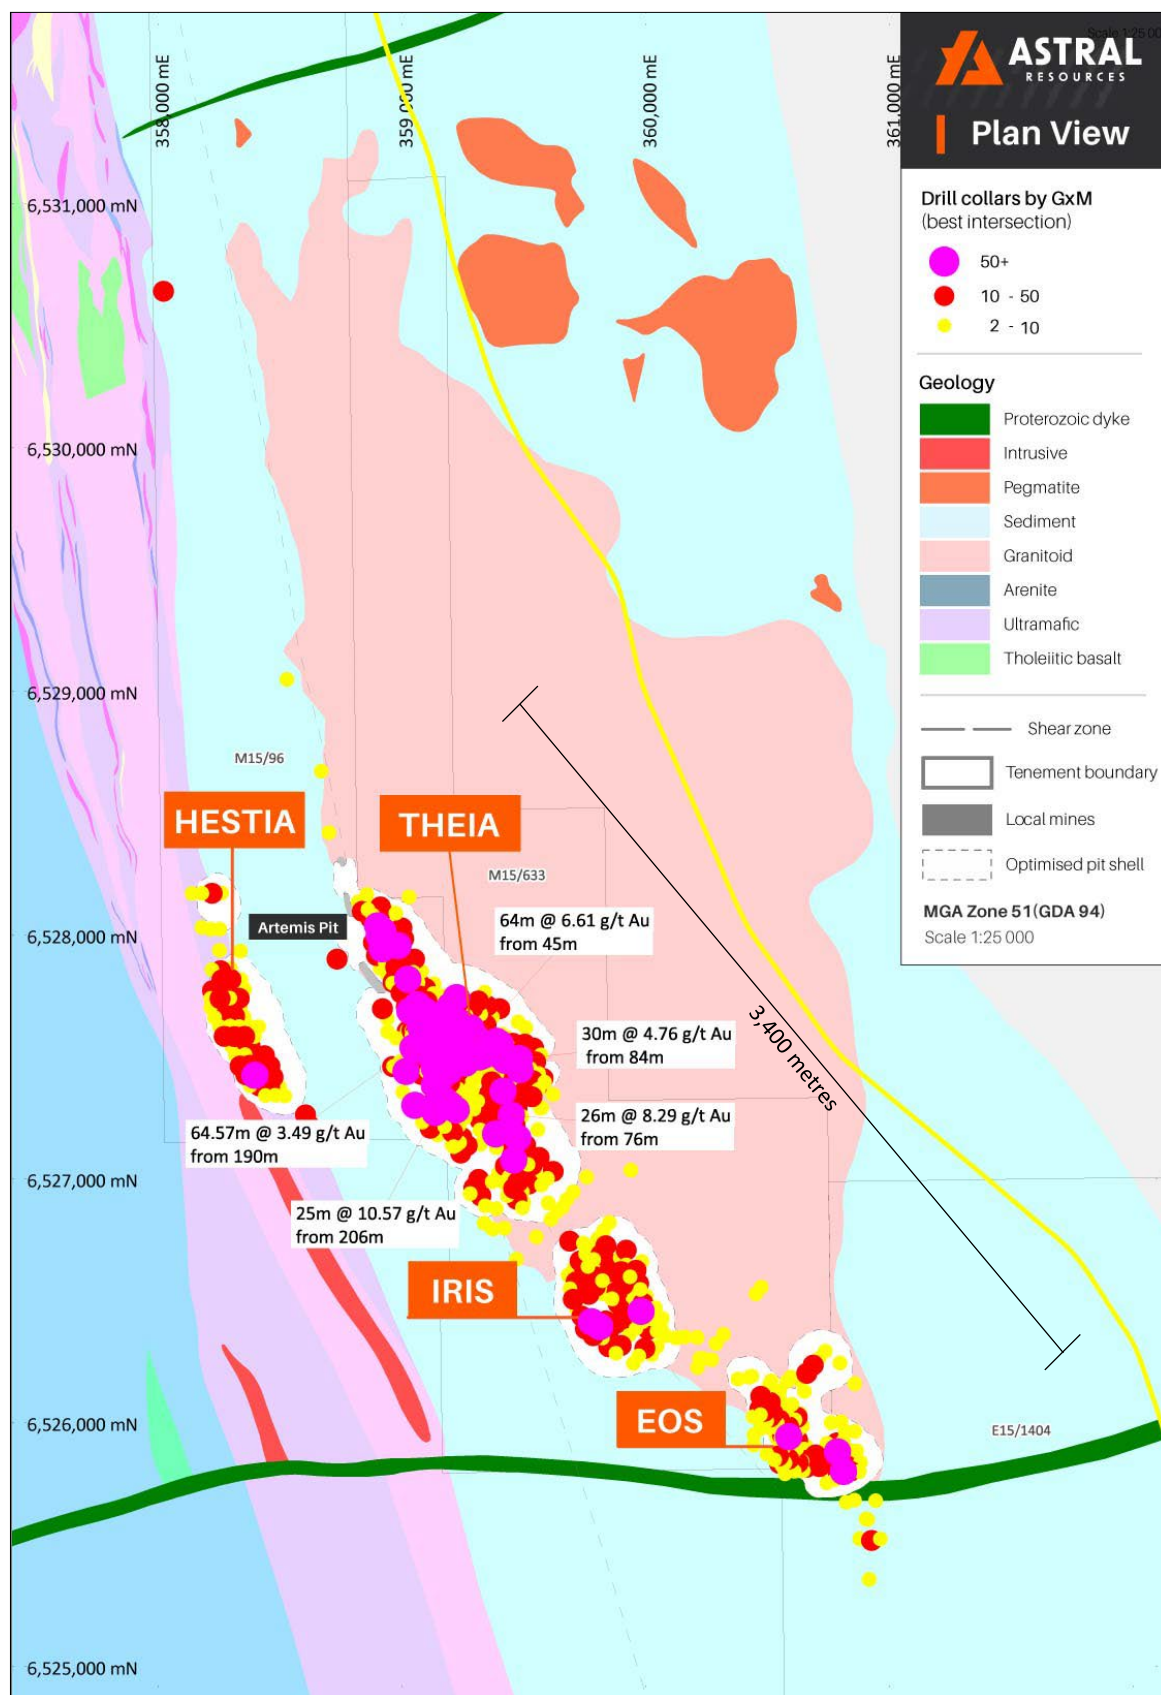 358,000 mE
359,000 mE
360,000 mE
361,000 mE
Scale 1:25 00
ASTRAL
RESOURCES
Plan View
Drill collars by GxM
(best intersection)
50+
10 - 50
2 - 10
Geology
Proterozoic dyke
Intrusive
Pegmatite
Sediment
Granitoid
Arenite
Ultramafic
Tholeiitic basalt
Shear zone
Tenement boundary
Local mines
Optimised pit shell
MGA Zone 51(GDA 94)
Scale 1:25 000
6,531,000 mN
6,530,000 mN
6,529,000 mN
M15/96
HESTIA
THEIA
M15/633
Artemis Pit
64m @ 6.61 g/t Au
from 45m
6,528,000 mN
3,400 metres
30m @ 4.76 g/t Au
from 84m
26m @ 8.29 g/t Au
from 76m
64.57m @ 3.49 g/t Au
from 190m
6,527,000 mN
25m @ 10.57 g/t Au
from 206m
IRIS
EOS
6,526,000 mN
E15/1404
6,525,000 mN